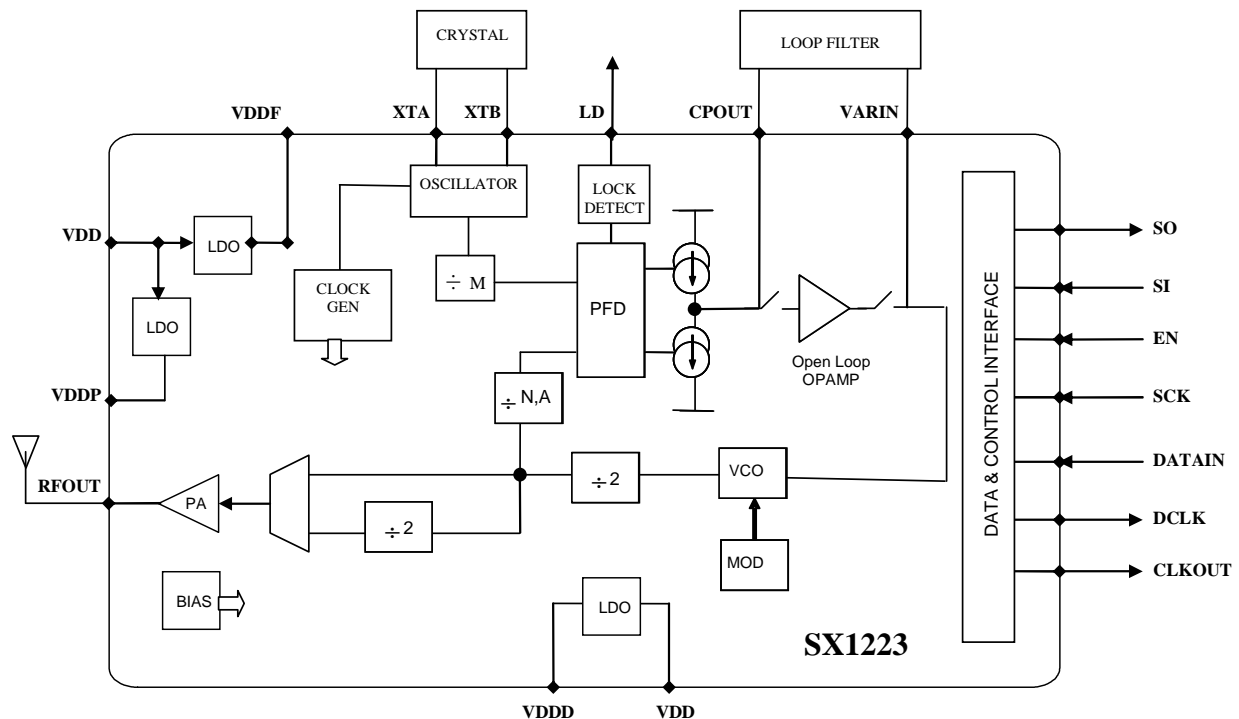 CRYSTAL
LOOP FILTER
VDDF
XTA
XTB
LD
CPOUT
VARIN
OSCILLATOR
LOCK
DETECT
VDD
LDO
SO
CLOCK
GEN
÷ M
SI
LDO
PFD
EN
Open Loop
OPAMP
VDDP
÷ N,A
SCK
DATA & CONTROL INTERFACE
RFOUT
PA
÷ 2
VCO
DATAIN
÷ 2
DCLK
MOD
CLKOUT
BIAS
LDO
SX1223
VDDD
VDD